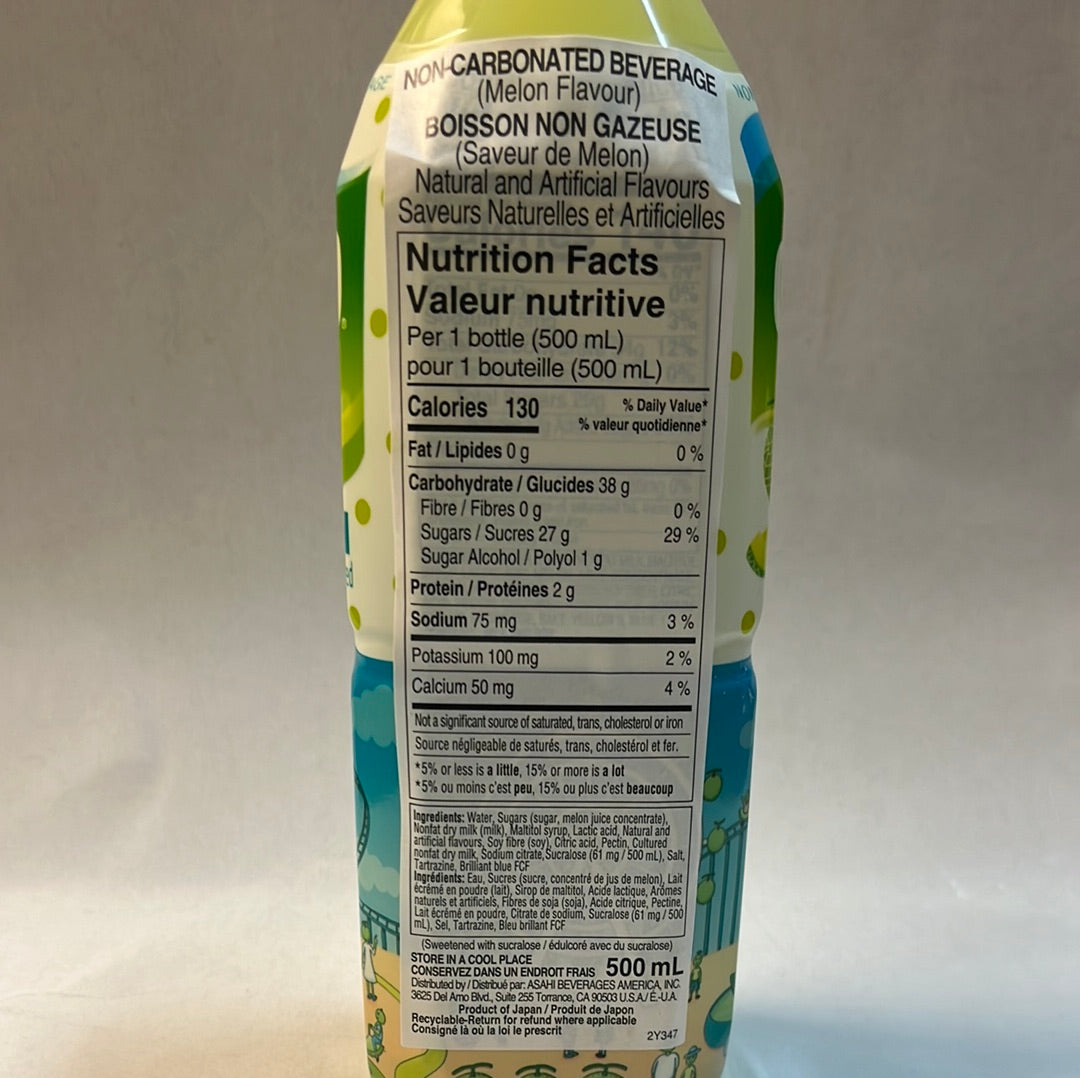 NON-CARBONATED BEVERAGE
(Melon Flavour)
BOISSON NON GAZEUSE
(Saveur de Melon)
Natural and Artificial Flavours
Saveurs Naturelles et Artificielles
Nutrition Facts
Valeur nutritive
Per 1 bottle (500 mL)
pour 1 bouteille (500 mL)
Calories 130 % Daily Value*
% valeur quotidienne*
Fat / Lipides 0 g 0 %
Carbohydrate / Glucides 38 g
Fibre / Fibres 0 g 0 %
Sugars / Sucres 27 g 29 %
Sugar Alcohol / Polyol 1 g
Protein / Protéines 2 g
Sodium 75 mg 3 %
Potassium 100 mg 2 %
Calcium 50 mg 4 %
Not a significant source of saturated, trans, cholesterol or iron
Source négligeable de saturés, trans, cholestérol et fer.
*5% or less is a little, 15% or more is a lot
*5% ou moins c'est peu, 15% ou plus c'est beaucoup
Ingredients: Water, Sugars (sugar, melon juice concentrate),
Nonfat dry milk (milk), Maltitol syrup, Lactic acid, Natural and
artificial flavours, Soy fibre (soy), Citric acid, Pectin, Cultured
nonfat dry milk, Sodium citrate, Sucralose (61 mg / 500 mL), Salt,
Tartrazine, Brilliant blue FCF
Ingrédients: Eau, Sucres (sucre, concentré de jus de melon), Lait
écrémé en poudre (lait), Sirop de maltitol, Acide lactique, Arômes
naturels et artificiels, Fibres de soja (soja), Acide citrique, Pectine,
Lait écrémé en poudre, Citrate de sodium, Sucralose (61 mg / 500
mL), Sel, Tartrazine, Bleu brillant FCF
(Sweetened with sucralose / édulcoré avec du sucralose)
STORE IN A COOL PLACE
CONSERVEZ DANS UN ENDROIT FRAIS 500 mL
Distributed by / Distribué par: ASAHI BEVERAGES AMERICA, INC.
3625 Del Amo Blvd., Suite 255 Torrance, CA 90503 U.S.A./ É.-U.A.
Product of Japan / Produit de Japon
Recyclable-Return for refund where applicable
Consigné là où la loi le prescrit 2Y347